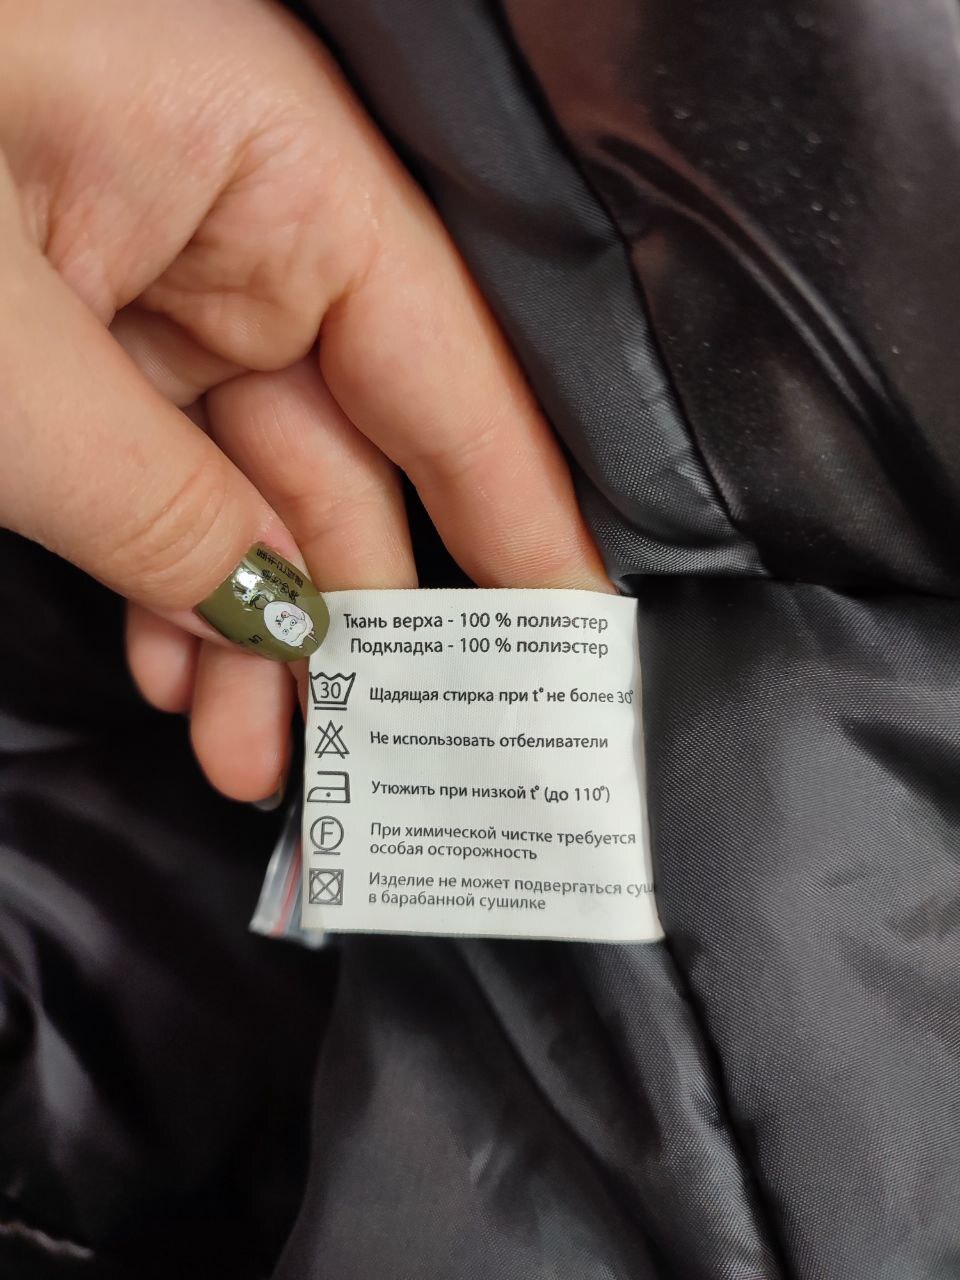 Ткань верха - 100 % полиэстер
Подкладка - 100 % полиэстер
30
Щадящая стирка при t° не более 30°
Не использовать отбеливатели
Утюжить при низкой t° (до 110°)
F
При химической чистке требуется
особая осторожность
Изделие не может подвергаться
в барабанной сушилке